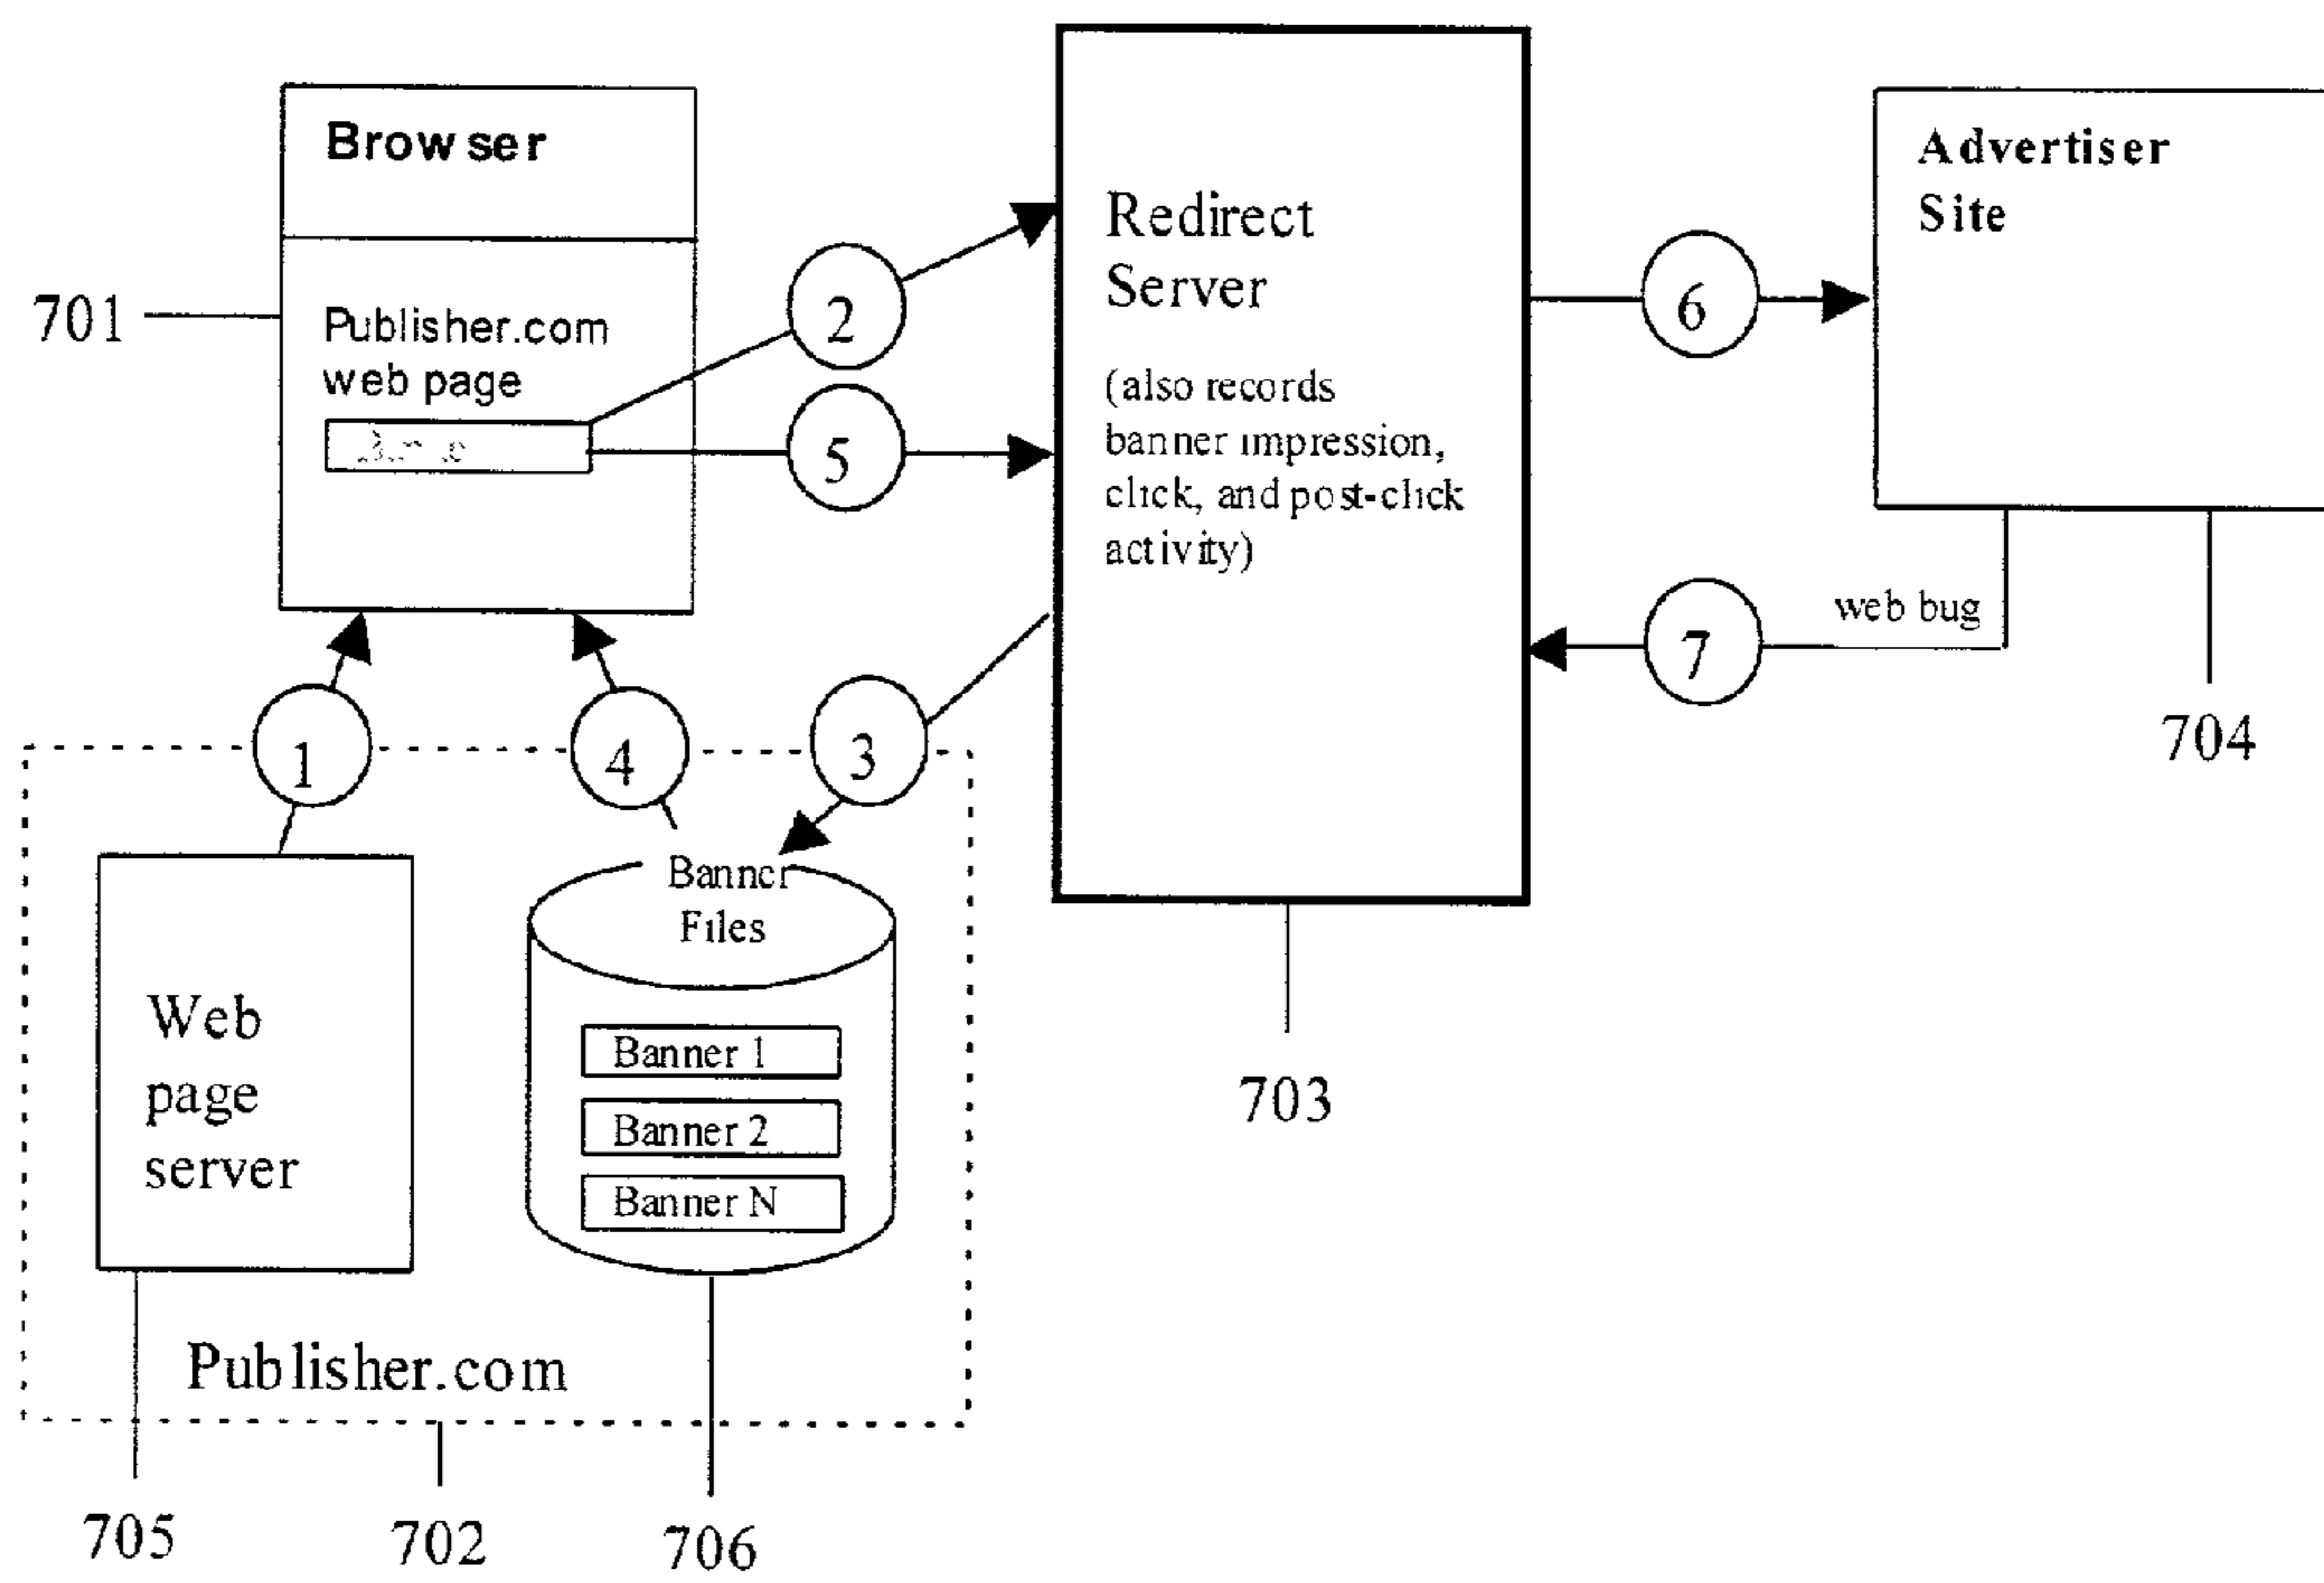 Browser
701
Publisher.com
web page
2
5
Redirect
Server
(also records
banner impression,
click, and post-click
activity)
6
Advertiser
Site
web bug
7
704
1
4
3
Banner
Files
Web
page
server
Banner 1
Banner 2
Banner N
703
Publisher.com
705
702
706